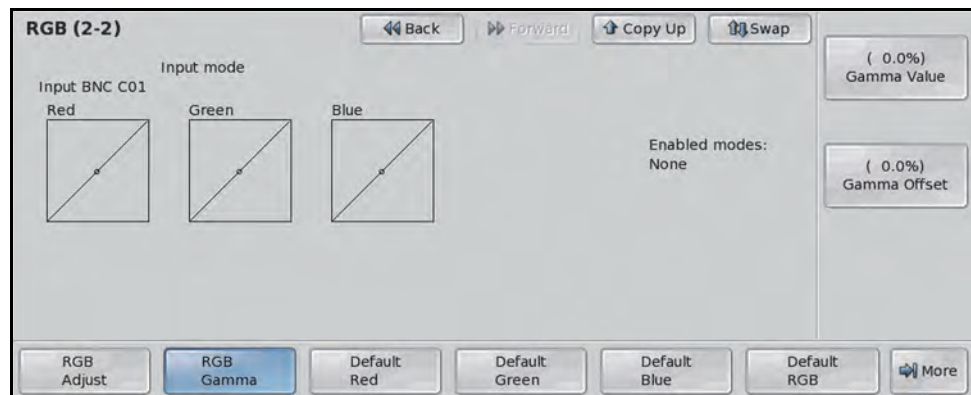 RGB (2-2)
Back
Forward
Copy Up
Swap
Input mode
Input BNC C01
Red
Green
Blue
Enabled modes:
None
( 0.0%)
Gamma Value
( 0.0%)
Gamma Offset
RGB
Adjust
RGB
Gamma
Default
Red
Default
Green
Default
Blue
Default
RGB
More